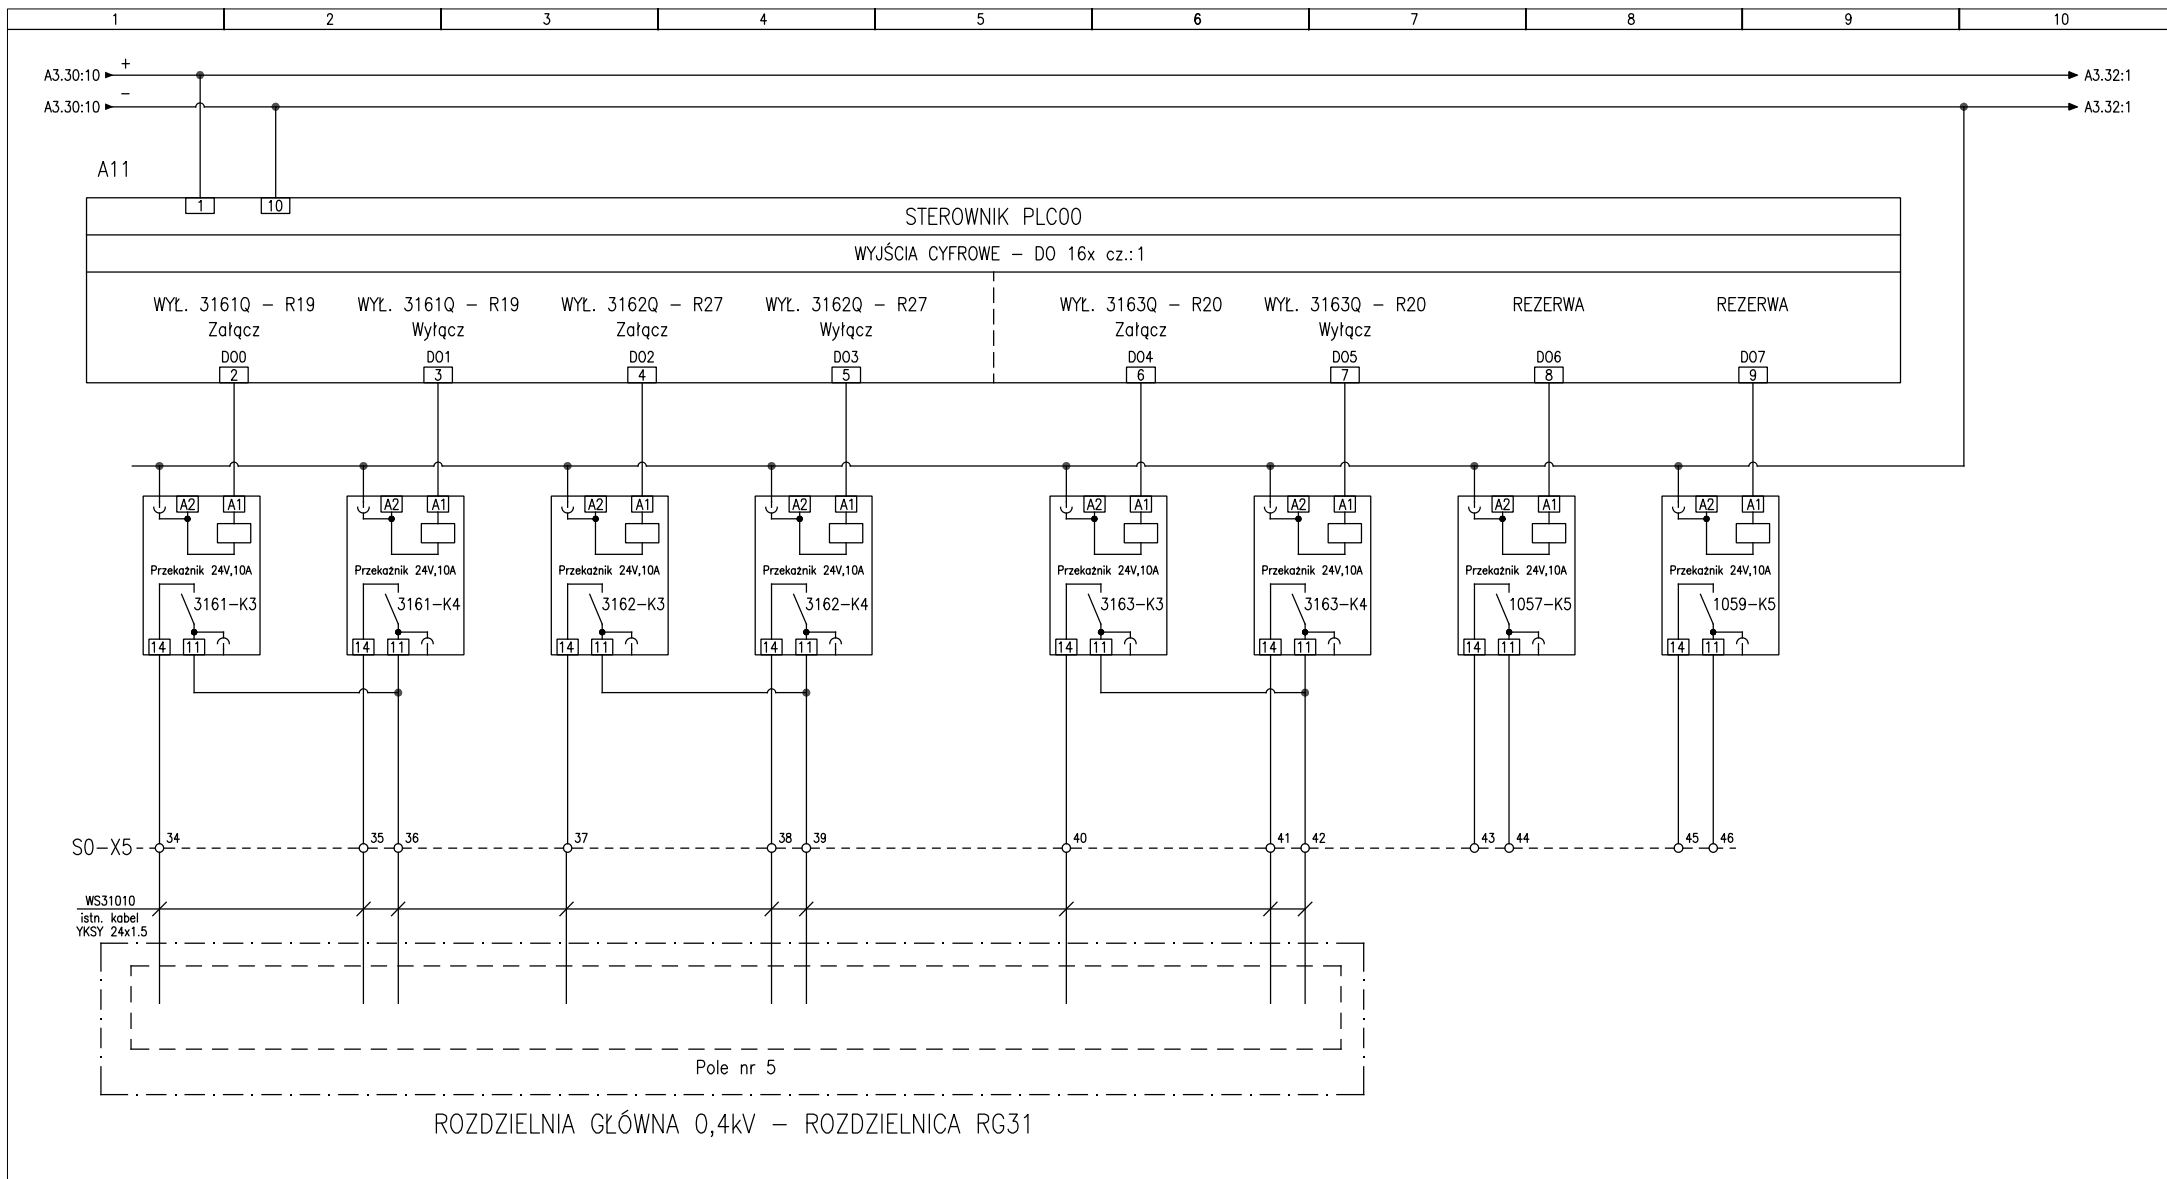 1 2 3 4 5 6 7 8 9 10
+
A3.30:10 A3.32:1
−
A3.30:10 A3.32:1
A11
1 10
STEROWNIK PLC00
WYJŚCIA CYFROWE − DO 16x cz.:1
WYŁ. 3161Q − R19 WYŁ. 3161Q − R19 WYŁ. 3162Q − R27 WYŁ. 3162Q − R27 WYŁ. 3163Q − R20 WYŁ. 3163Q − R20 REZERWA REZERWA
Załącz Wyłącz Załącz Wyłącz Załącz Wyłącz
DO0 DO1 DO2 DO3 DO4 DO5 DO6 DO7
2 3 4 5 6 7 8 9
A2 A1 A2 A1 A2 A1 A2 A1 A2 A1 A2 A1 A2 A1 A2 A1
Przekaźnik 24V,10A Przekaźnik 24V,10A Przekaźnik 24V,10A Przekaźnik 24V,10A Przekaźnik 24V,10A Przekaźnik 24V,10A Przekaźnik 24V,10A Przekaźnik 24V,10A
3161−K3 3161−K4 3162−K3 3162−K4 3163−K3 3163−K4 1057−K5 1059−K5
14 11 14 11 14 11 14 11 14 11 14 11 14 11 14 11
34 35 36 37 38 39 40 41 42 43 44 45 46
S0−X5
WS31010
istn. kabel
YKSY 24x1.5
Pole nr 5
ROZDZIELNIA GŁÓWNA 0,4kV − ROZDZIELNICA RG31